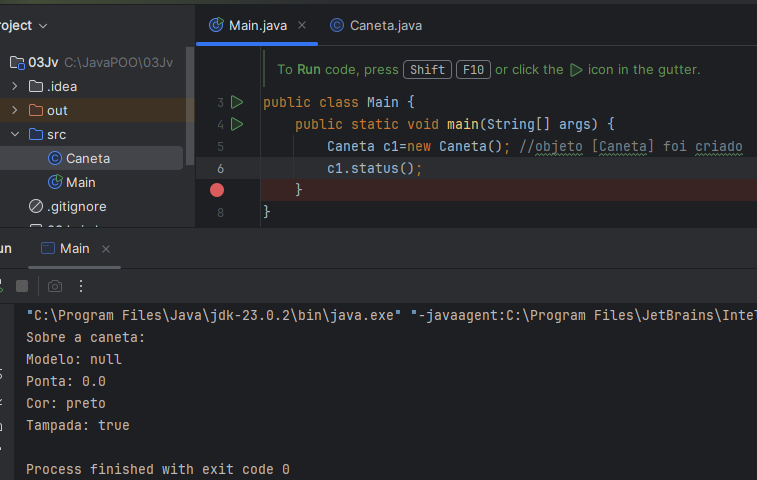 roject
03Jv C:\JavaPOO\03Jv
.idea
out
src
Caneta
Main
.gitignore
Main.java
Caneta.java
To Run code, press Shift F10 or click the icon in the gutter.
3 public class Main {
4 public static void main(String[] args) {
5 Caneta c1=new Caneta(); //objeto [Caneta] foi criado
6 c1.status();
}
8 }
un
Main
"C:\Program Files\Java\jdk-23.0.2\bin\java.exe" "-javaagent:C:\Program Files\JetBrains\Inte
Sobre a caneta:
Modelo: null
Ponta: 0.0
Cor: preto
Tampada: true
Process finished with exit code 0